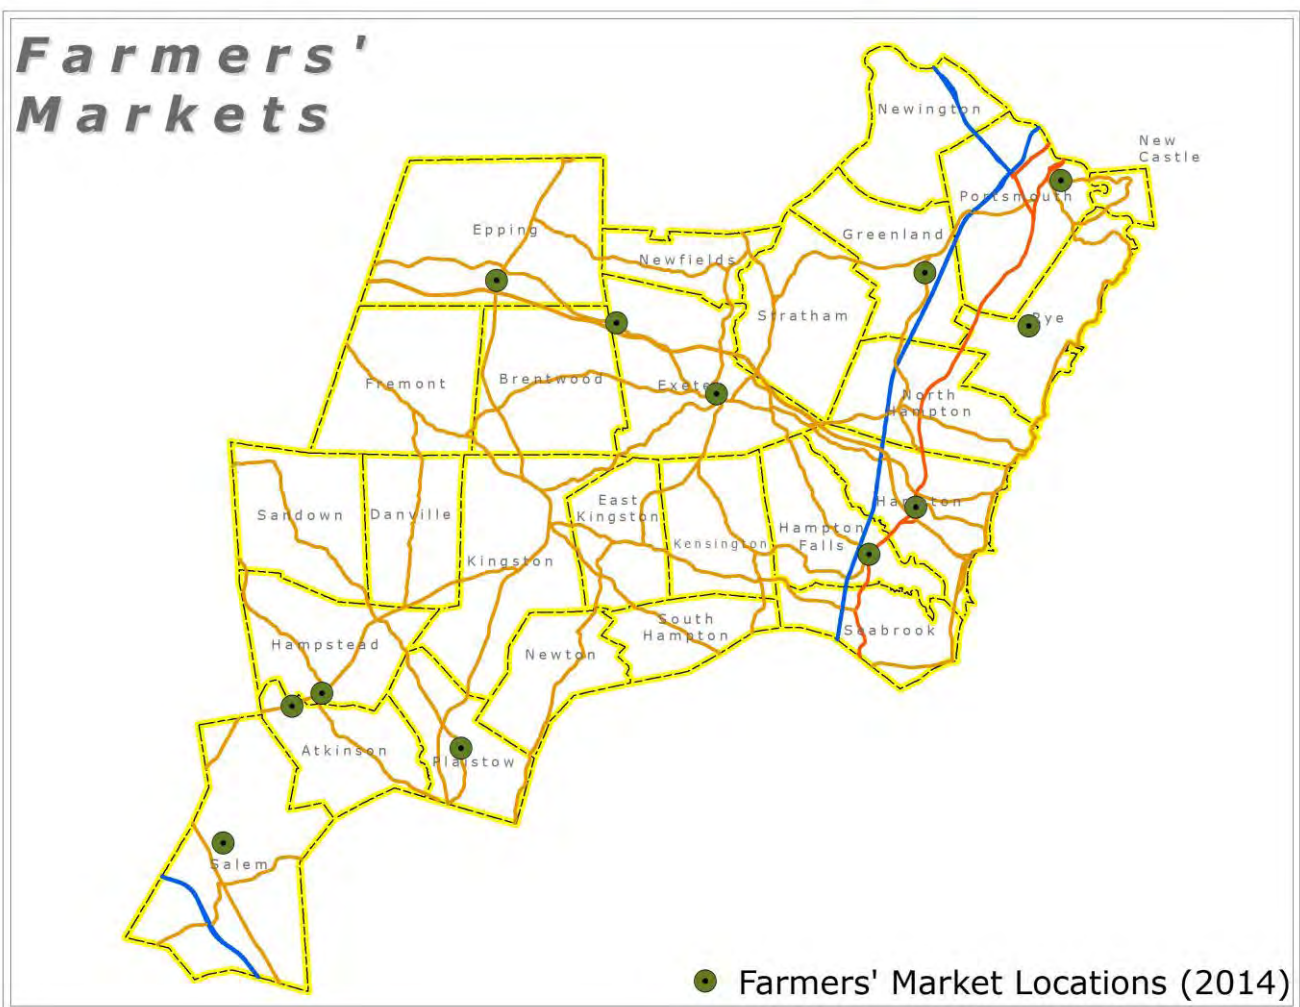 Farmers'
Markets
Newington
New
Castle
Portsmouth
Epping
Greenland
Newfields
Stratham
Rye
Fremont
Brentwood
Exeter
North
Hampton
Sandown
Danville
East
Kingston
Hampton
Hampton
Falls
Kensington
Kingston
South
Hampton
Seabrook
Hampstead
Newton
Atkinson
Plaistow
Salem
Farmers' Market Locations (2014)